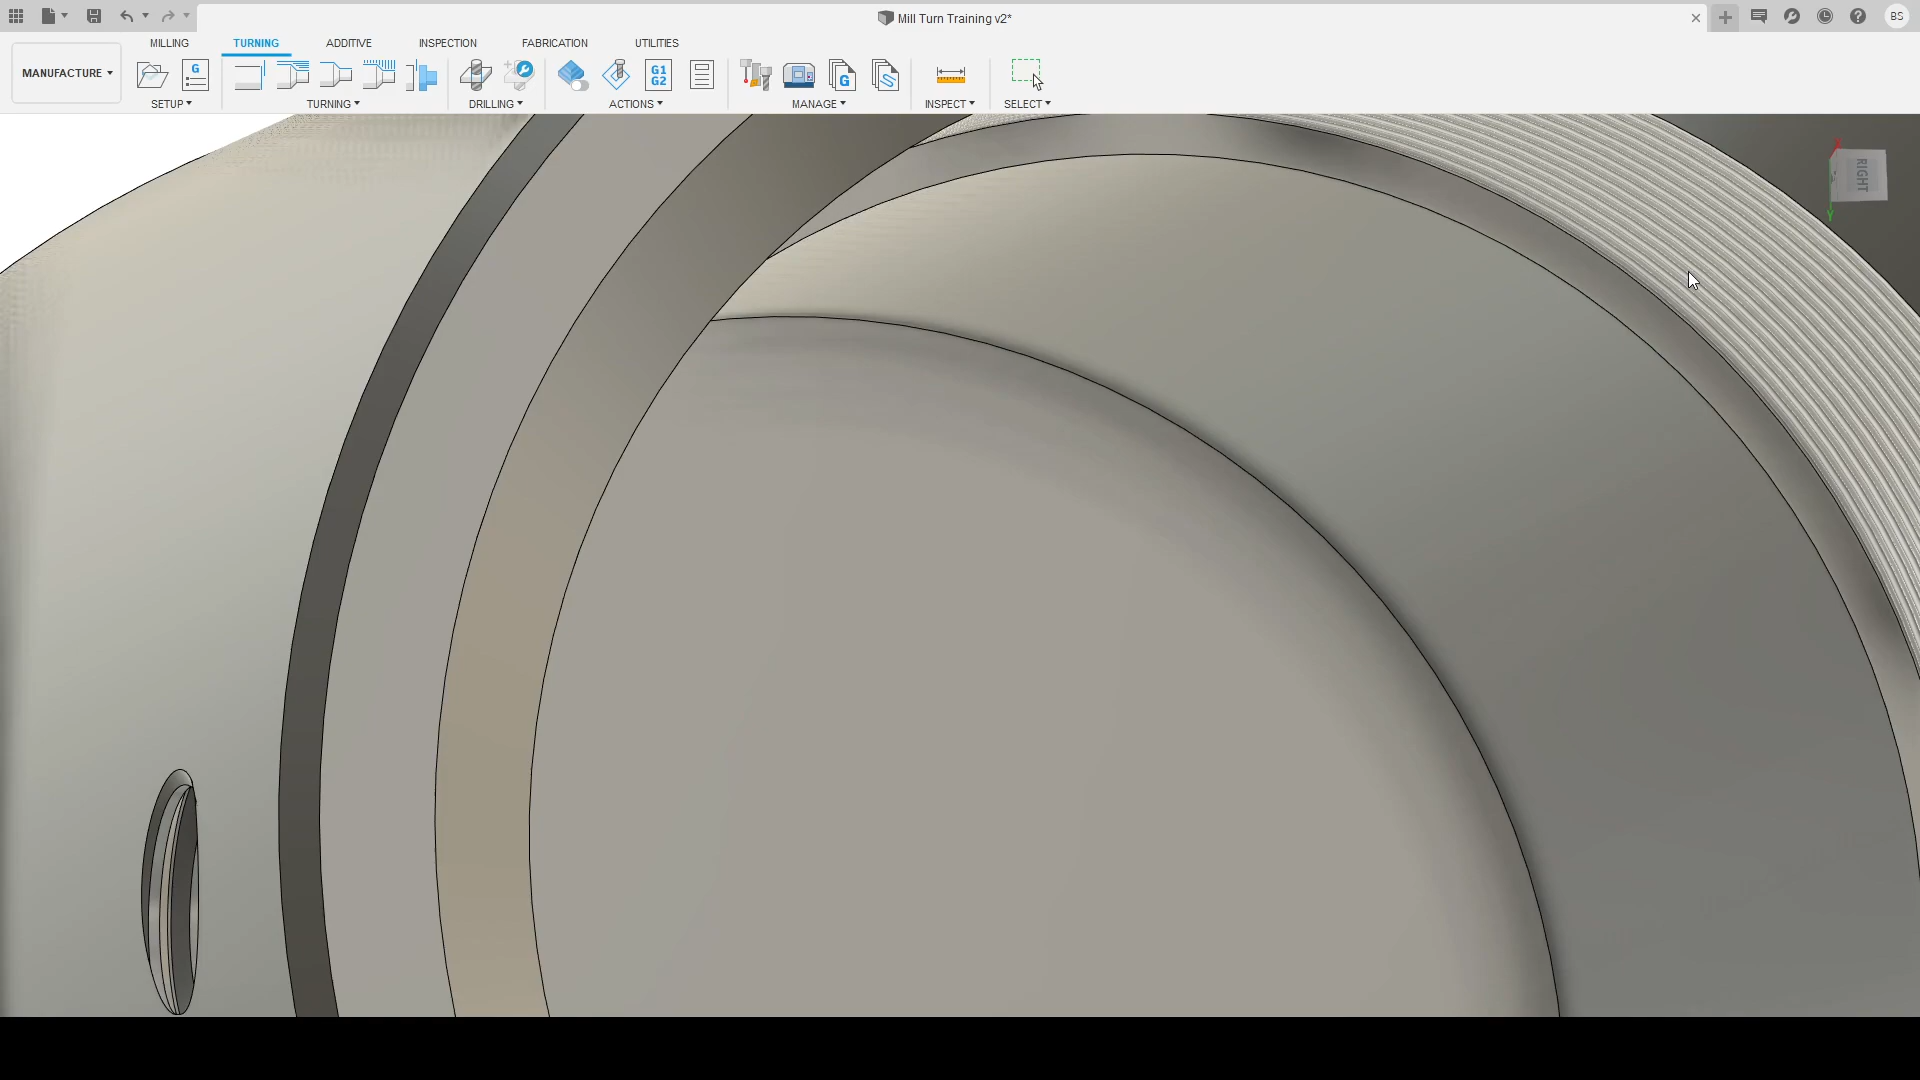 Mill Turn Training v2*
BS
MILLING
TURNING
ADDITIVE
INSPECTION
FABRICATION
UTILITIES
MANUFACTURE
G
G1
G2
G
SETUP
TURNING
DRILLING
ACTIONS
MANAGE
INSPECT
SELECT
X
RIGHT
Y